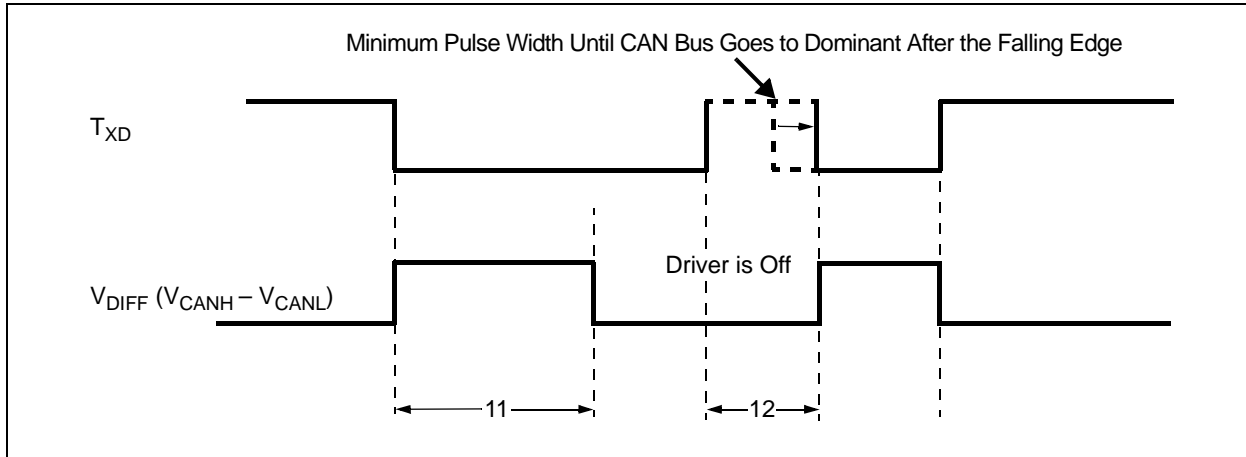 Minimum Pulse Width Until CAN Bus Goes to Dominant After the Falling Edge
TXD
Driver is Off
VDIFF (VCANH – VCANL)
11
12